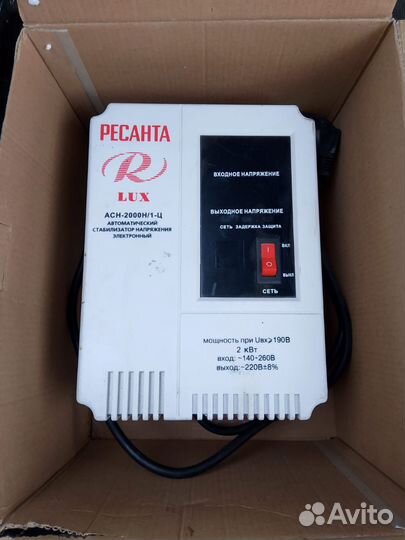 РЕСАНТА
R
LUX
АСН-2000Н/1-Ц
АВТОМАТИЧЕСКИЙ
СТАБИЛИЗАТОР НАПРЯЖЕНИЯ
ЭЛЕКТРОННЫЙ
ВХОДНОЕ НАПРЯЖЕНИЕ
ВЫХОДНОЕ НАПРЯЖЕНИЕ
СЕТЬ ЗАДЕРЖКА ЗАЩИТА
ВКЛ
ВЫКЛ
СЕТЬ
мощность при Uвх⩾190В
2 кВт
вход: ~140-260В
выход: ~220В±8%
Avito